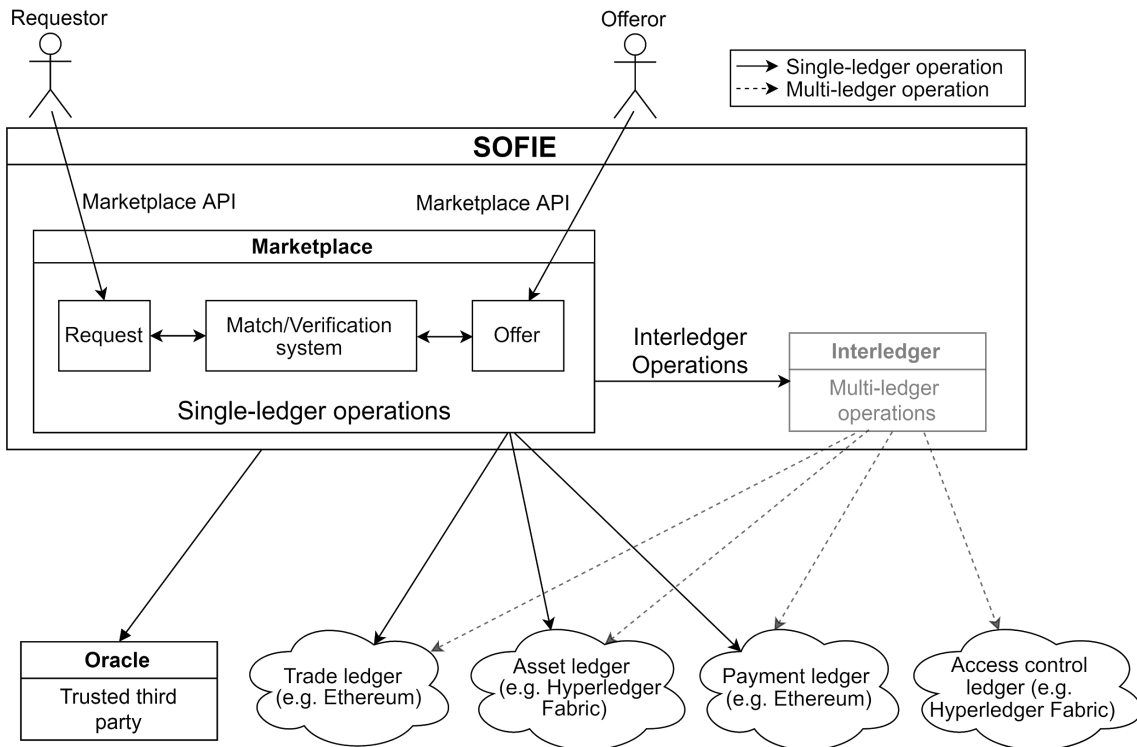 Requestor
Offeror
Single-ledger operation
Multi-ledger operation
SOFIE
Marketplace API
Marketplace API
Marketplace
Request
Match/Verification
system
Offer
Single-ledger operations
Interledger
Operations
Interledger
Multi-ledger
operations
Oracle
Trusted third
party
Trade ledger
(e.g. Ethereum)
Asset ledger
(e.g. Hyperledger
Fabric)
Payment ledger
(e.g. Ethereum)
Access control
ledger (e.g.
Hyperledger Fabric)